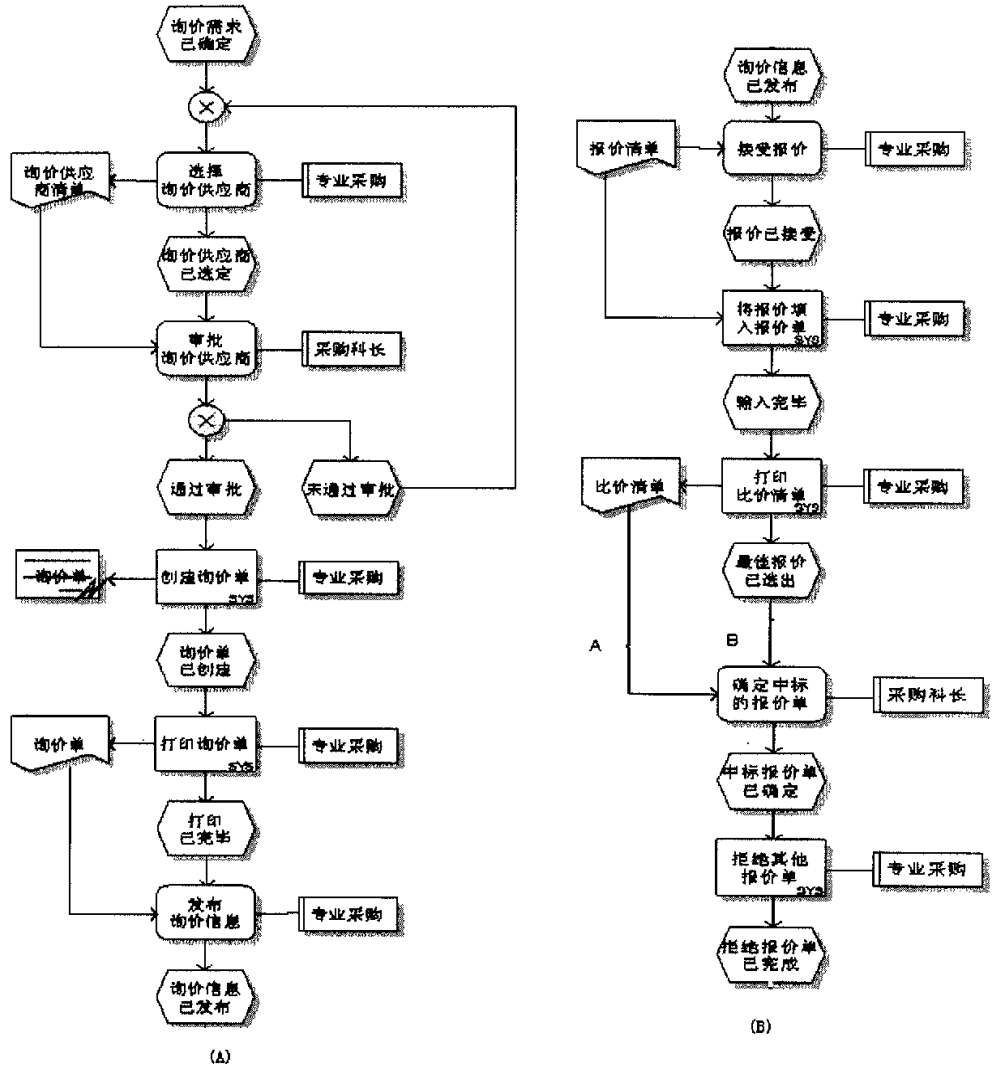 询价需求
已确定
选择
询价供应商
专业采购
询价供应
商清单
询价供应商
已选定
审批
询价供应商
采购科长
通过审批
未通过审批
询价单
创建询价单
SYS
专业采购
询价单
已创建
询价单
打印询价单
SYS
专业采购
打印
已完毕
发布
询价信息
专业采购
询价信息
已发布
(A)
询价信息
已发布
报价清单
接受报价
专业采购
报价已接受
将报价填
入报价单
SYS
专业采购
输入完毕
比价清单
打印
比价清单
SYS
专业采购
最佳报价
已选出
A
B
确定中标
的报价单
采购科长
中标报价单
已确定
拒绝其他
报价单
SYS
专业采购
拒绝报价单
已完成
(B)